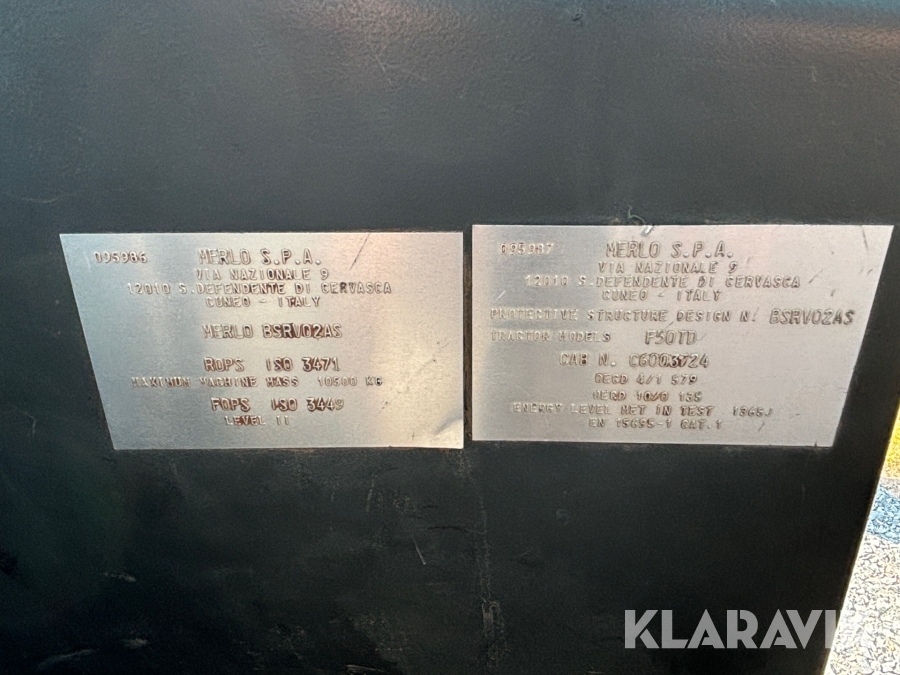 095986 MERLO S.P.A.
VIA NAZIONALE 9
12010 S.DEFENDENTE DI CERVASCA
CUNEO - ITALY
MERLO BSRV02AS
ROPS ISO 3471
MAXIMUM MACHINE MASS 10500 KG
FOPS ISO 3449
LEVEL II
095987 MERLO S.P.A.
VIA NAZIONALE 9
12010 S.DEFENDENTE DI CERVASCA
CUNEO - ITALY
PROTECTIVE STRUCTURE DESIGN N. BSRV02AS
TRACTOR MODELS F50TD
CAB N. C6003724
OECD 4/1 579
OECD 10/0 135
ENERGY LEVEL MET IN TEST 1365J
EN 15695-1 CAT.1
KLARAVIK